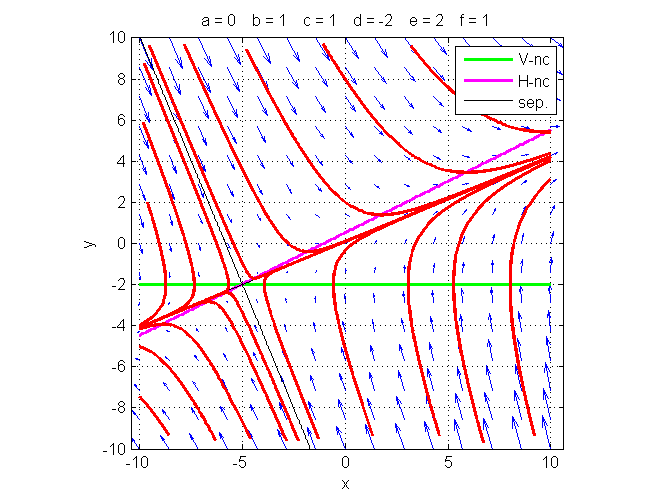 a = 0 b = 1 c = 1 d = -2 e = 2 f = 1
10
8
6
4
2
0
-2
-4
-6
-8
-10
y
V-nc
H-nc
sep.
-10 -5 0 5 10
x